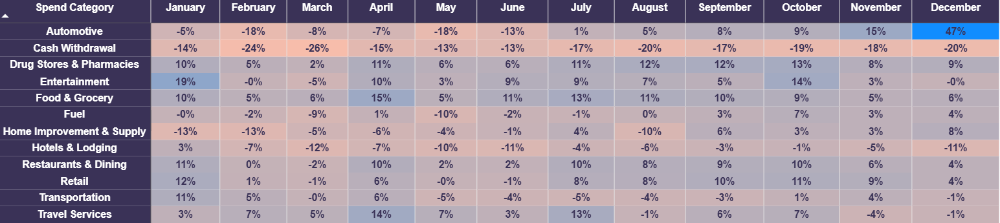 Spend Category January February March April May June July August September October November December
Automotive -5% -18% -8% -7% -18% -13% 1% 5% 8% 9% 15% 47%
Cash Withdrawal -14% -24% -26% -15% -13% -13% -17% -20% -17% -19% -18% -20%
Drug Stores & Pharmacies 10% 5% 2% 11% 6% 6% 11% 12% 12% 13% 8% 9%
Entertainment 19% -0% -5% 10% 3% 9% 9% 7% 5% 14% 3% -0%
Food & Grocery 10% 5% 6% 15% 5% 11% 13% 11% 10% 9% 5% 6%
Fuel -0% -2% -9% 1% -10% -2% -1% 0% 3% 7% 3% 4%
Home Improvement & Supply -13% -13% -5% -6% -4% -1% 4% -10% 6% 3% 3% 8%
Hotels & Lodging 3% -7% -12% -7% -10% -11% -4% -6% -3% -1% -5% -11%
Restaurants & Dining 11% 0% -2% 10% 2% 2% 10% 8% 9% 10% 6% 4%
Retail 12% 1% -1% 6% -0% -1% 8% 8% 10% 11% 9% 4%
Transportation 11% 5% -0% 6% -5% -4% -5% -4% -3% 1% 4% -1%
Travel Services 3% 7% 5% 14% 7% 3% 13% -1% 6% 7% -4% -1%